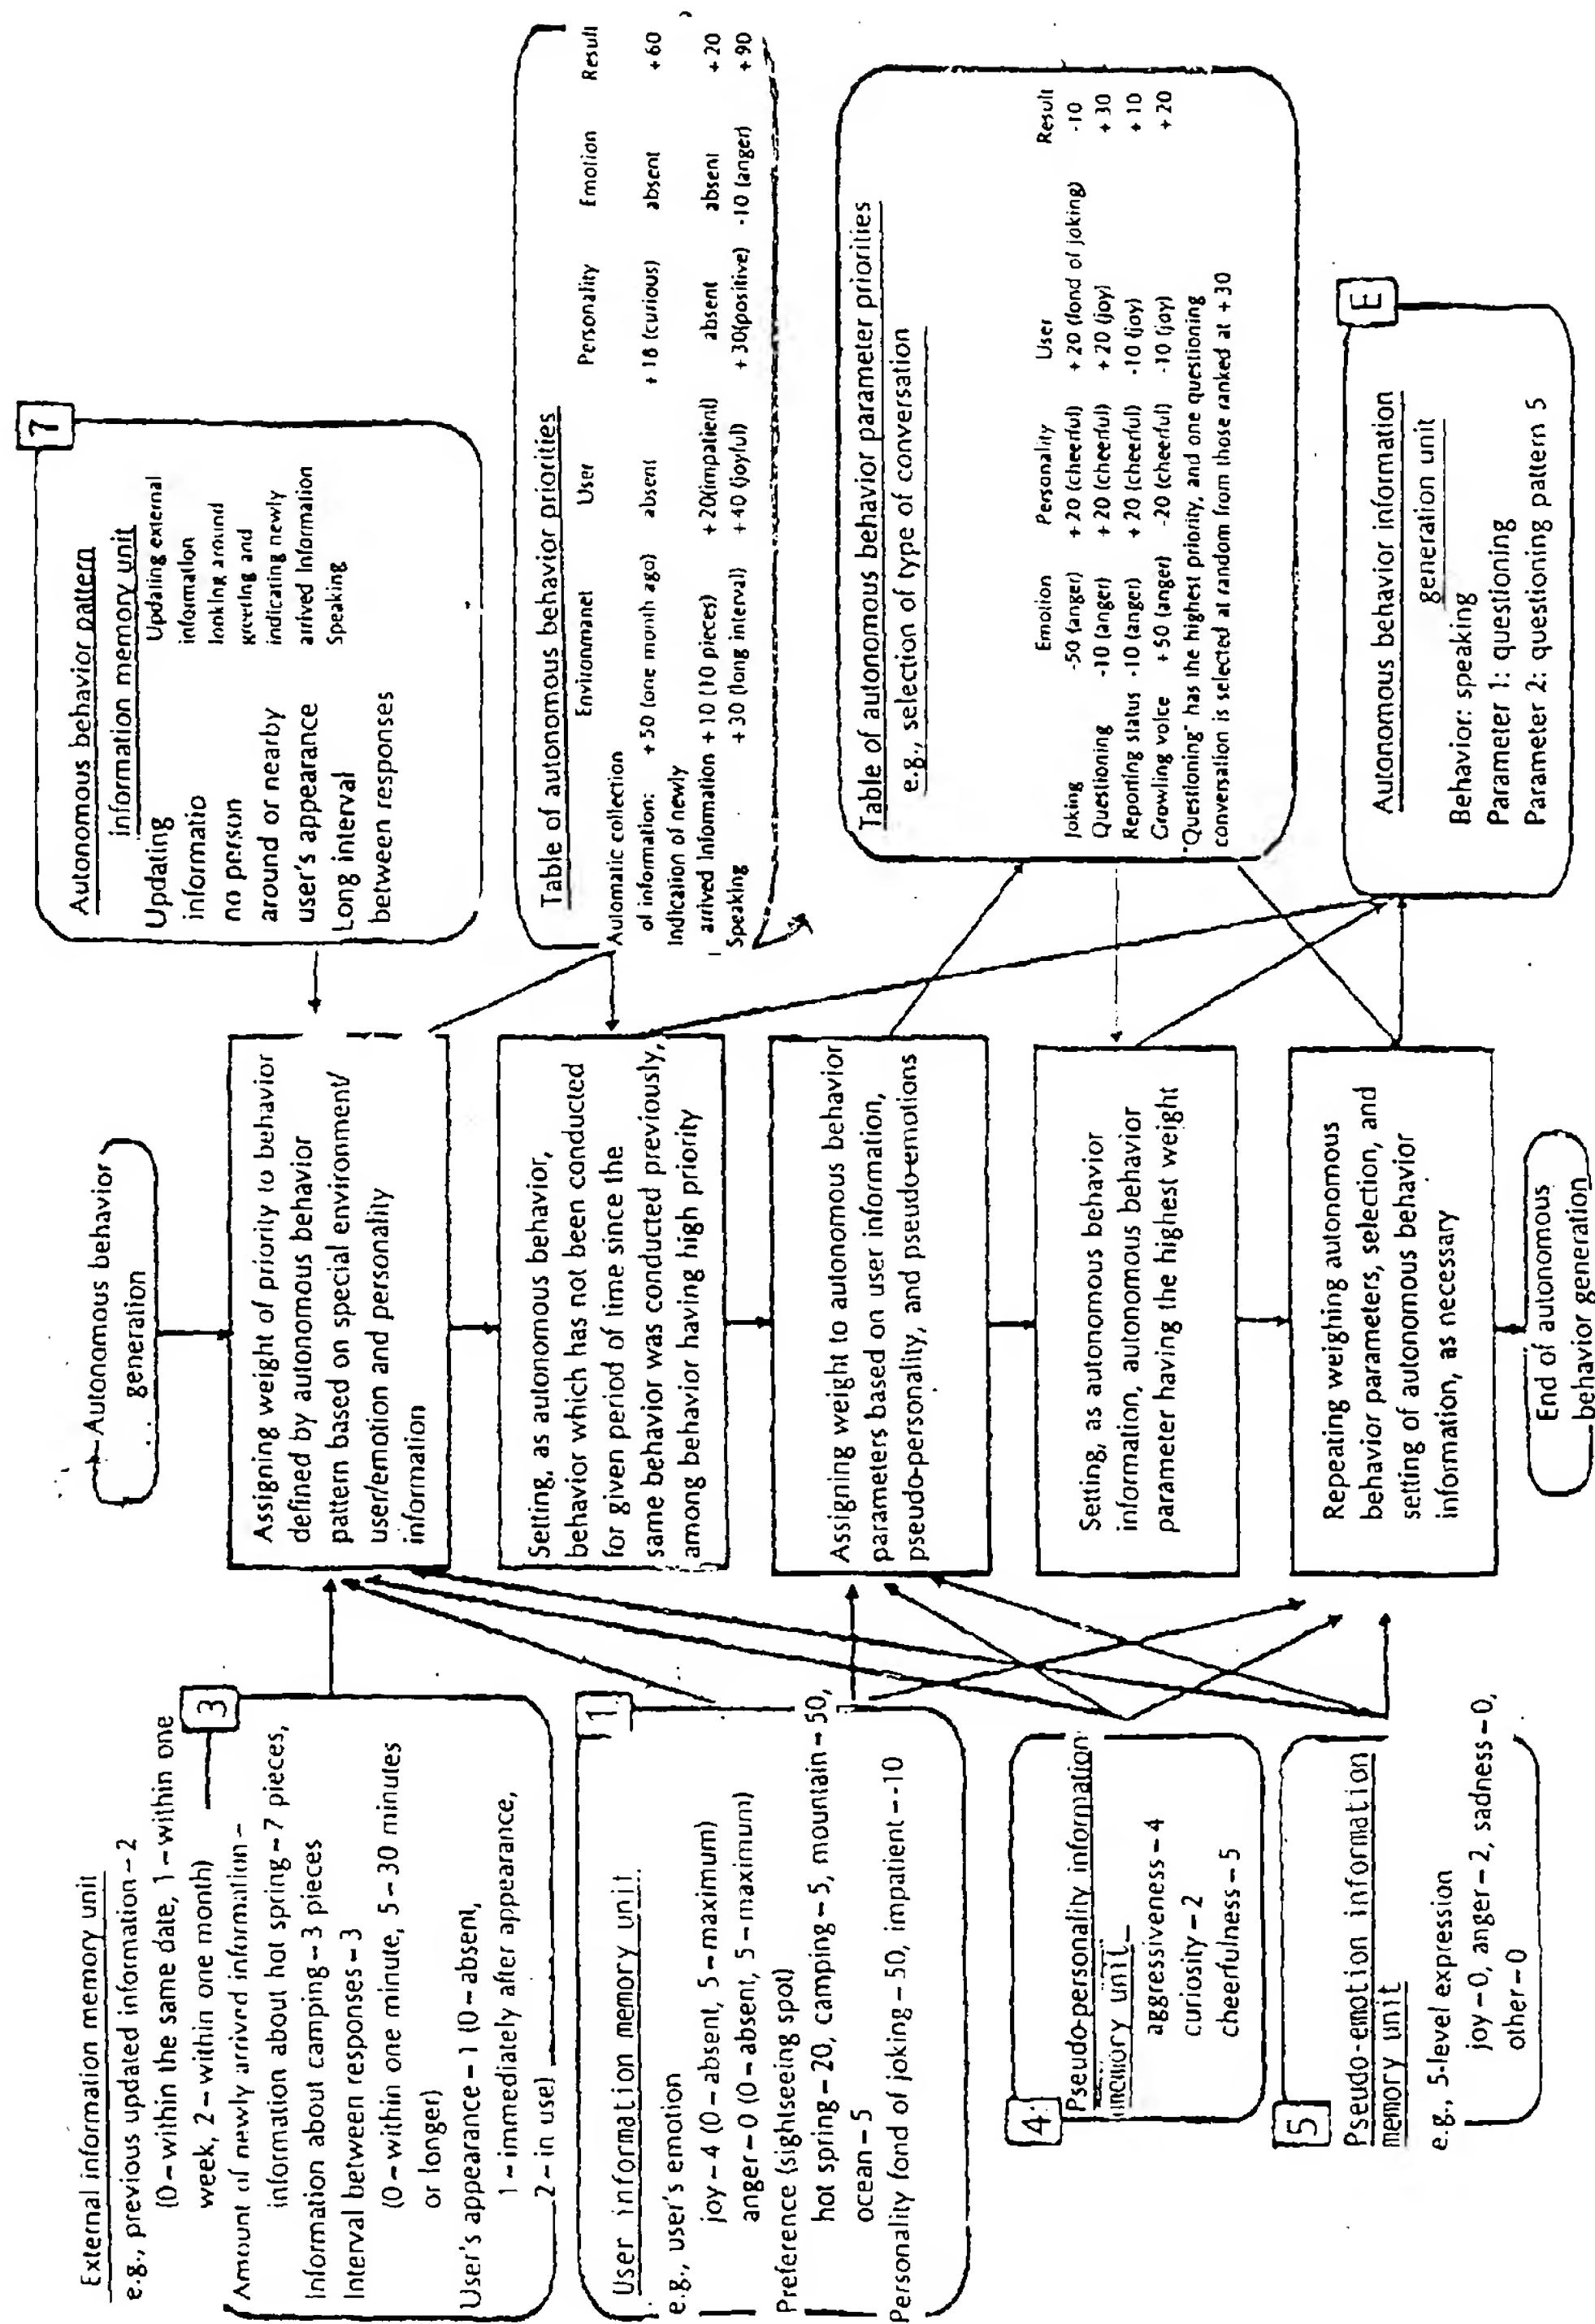 Autonomous behavior
generation
Assigning weight of priority to behavior
defined by autonomous behavior
pattern based on special environment/
user/emotion and personality
information
Setting, as autonomous behavior,
behavior which has not been conducted
for given period of time since the
same behavior was conducted previously,
among behavior having high priority
Assigning weight to autonomous behavior
parameters based on user information,
pseudo-personality, and pseudo-emotions
Setting, as autonomous behavior
information, autonomous behavior
parameter having the highest weight
Repeating weighing autonomous
behavior parameters, selection, and
setting of autonomous behavior
information, as necessary
End of autonomous
behavior generation
External information memory unit
3
e.g., previous updated information – 2
(0 – within the same date, 1 – within one
week, 2 – within one month)
Amount of newly arrived information –
information about hot spring – 7 pieces,
Information about camping – 3 pieces
Interval between responses – 3
(0 – within one minute, 5 – 30 minutes
or longer)
User's appearance – 1 (0 – absent,
1 – immediately after appearance,
2 – in use)
1
User information memory unit
e.g., user's emotion
joy – 4 (0 – absent, 5 – maximum)
anger – 0 (0 – absent, 5 – maximum)
Preference (sightseeing spot)
hot spring – 20, camping – 5, mountain – 50,
ocean – 5
Personality fond of joking – 50, impatient – -10
4
Pseudo-personality information
memory unit
aggressiveness – 4
curiosity – 2
cheerfulness – 5
5
Pseudo-emotion information
memory unit
e.g., 5-level expression
joy – 0, anger – 2, sadness – 0,
other – 0
7
Autonomous behavior pattern
information memory unit
Updating Updating external
informatio information
no person looking around
around or nearby greeting and
user's appearance indicating newly
arrived Information
Long interval Speaking
between responses
Table of autonomous behavior priorities
Environmanet User Personality Emotion Result
Automatic collection
of information: +50 (one month ago) absent +18 (curious) absent +60
Indication of newly
arrived Information +10 (10 pieces) +20(impatient) absent absent +20
Speaking +30 (long interval) +40 (joyful) +30(positive) -10 (anger) +90
Table of autonomous behavior parameter priorities
e.g., selection of type of conversation
Emotion Personality User Result
Joking -50 (anger) +20 (cheerful) +20 (fond of joking) -10
Questioning -10 (anger) +20 (cheerful) +20 (joy) +30
Reporting status -10 (anger) +20 (cheerful) -10 (joy) +10
Growling voice +50 (anger) -20 (cheerful) -10 (joy) +20
"Questioning" has the highest priority, and one questioning
conversation is selected at random from those ranked at +30
E
Autonomous behavior information
generation unit
Behavior: speaking
Parameter 1: questioning
Parameter 2: questioning pattern 5